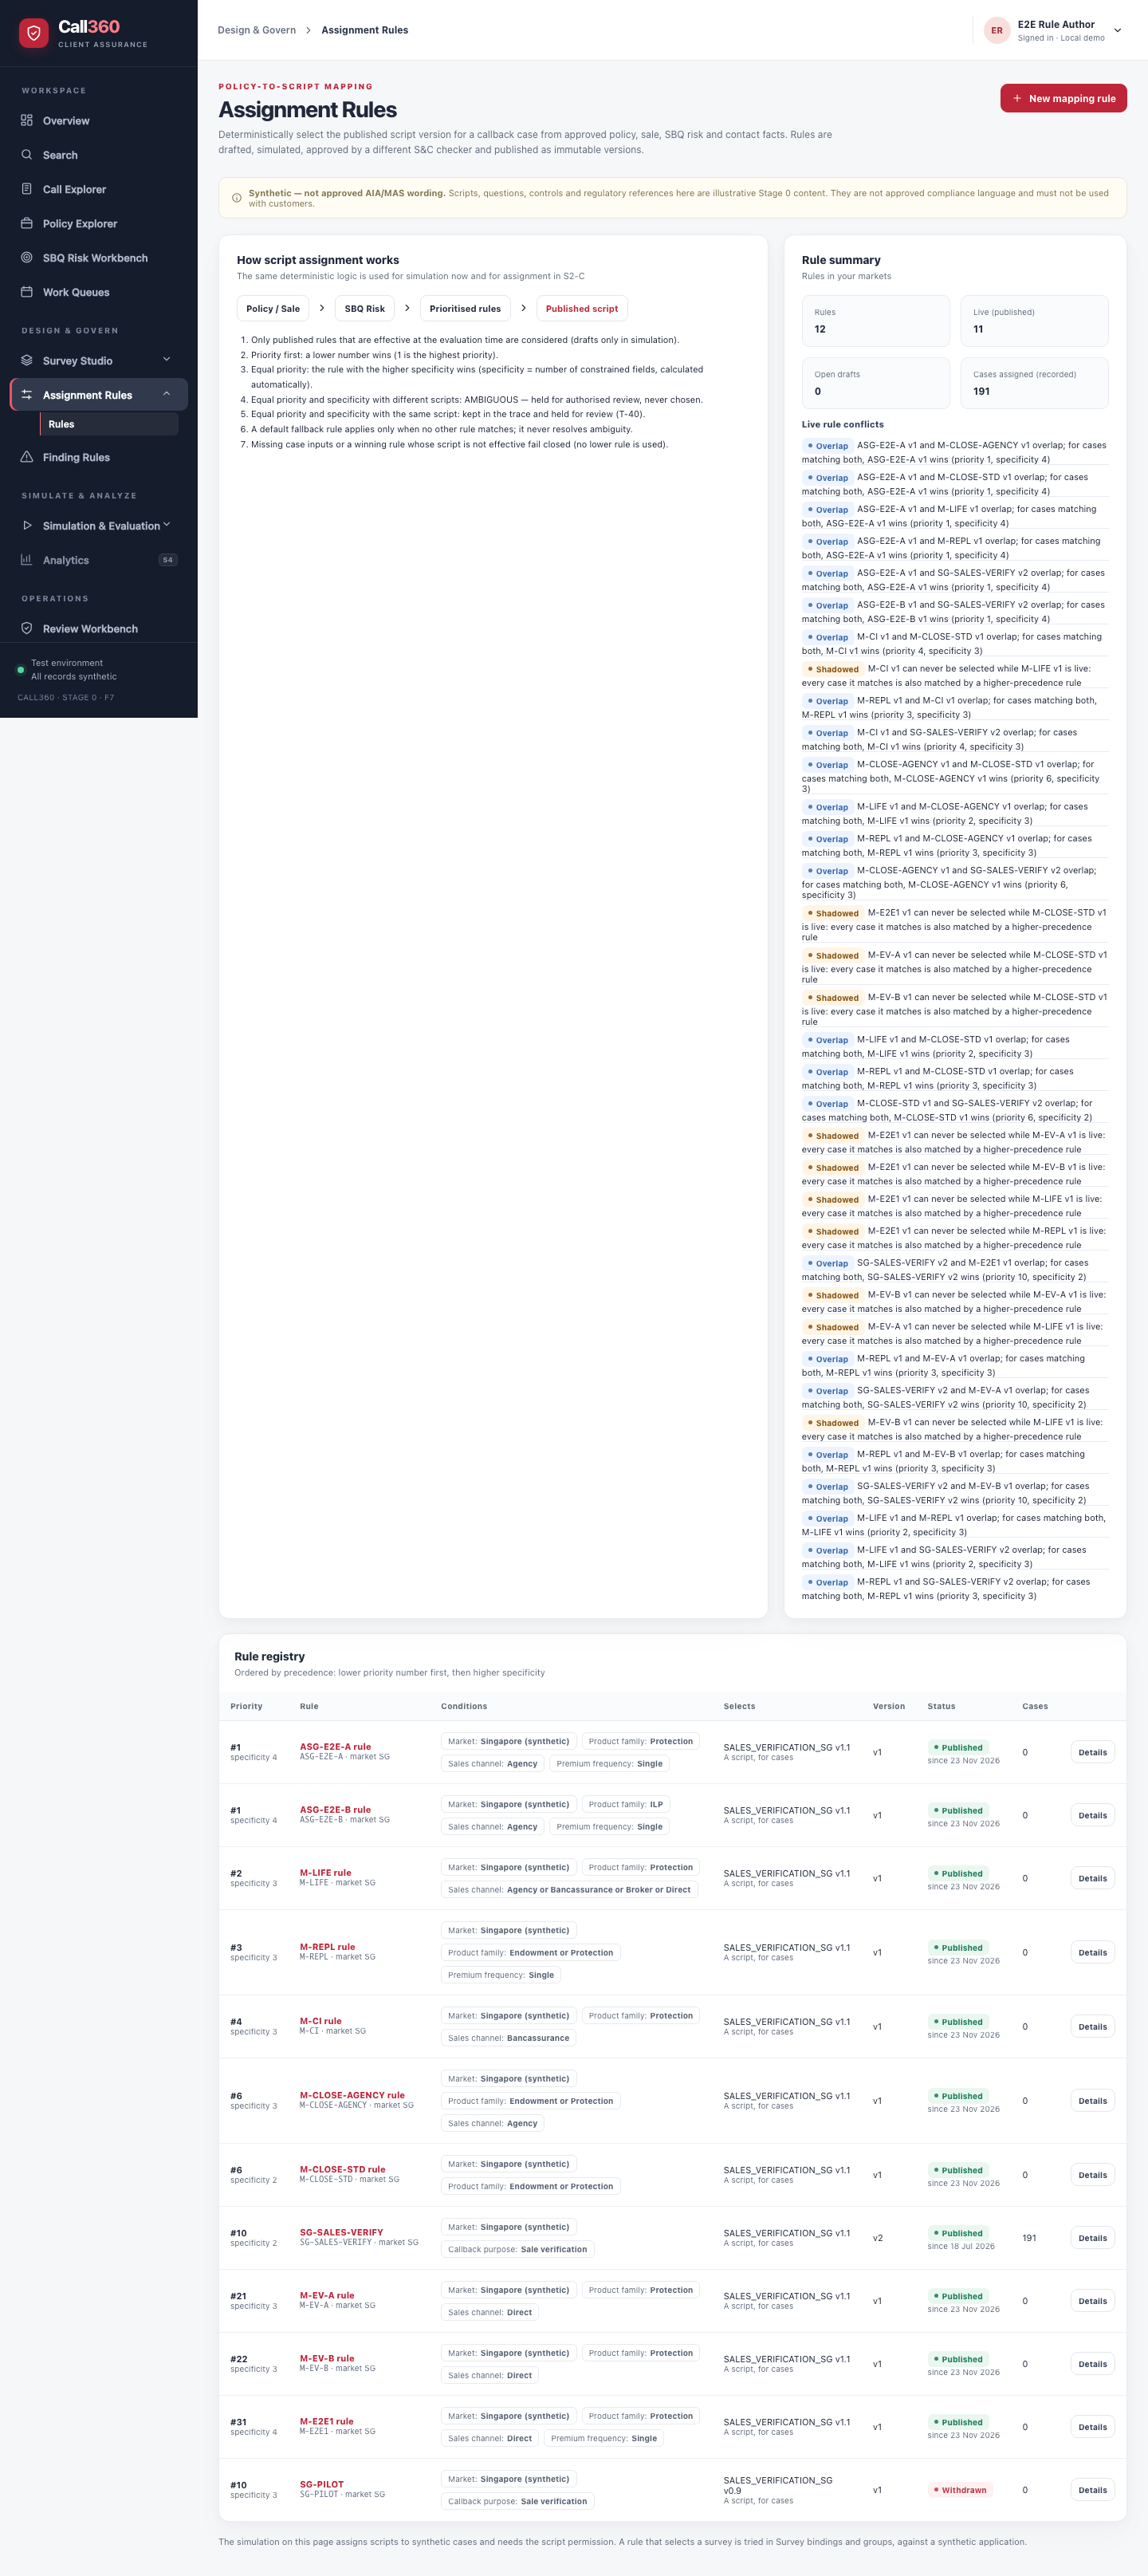 Call360
CLIENT ASSURANCE
WORKSPACE
Overview
Search
Call Explorer
Policy Explorer
SBQ Risk Workbench
Work Queues
DESIGN & GOVERN
Survey Studio
Assignment Rules
Rules
Finding Rules
SIMULATE & ANALYZE
Simulation & Evaluation
Analytics S4
OPERATIONS
Review Workbench
Test environment
All records synthetic
CALL360 · STAGE 0 · F7
Design & Govern > Assignment Rules
ER E2E Rule Author
Signed in · Local demo
POLICY-TO-SCRIPT MAPPING
Assignment Rules
Deterministically select the published script version for a callback case from approved policy, sale, SBQ risk and contact facts. Rules are
drafted, simulated, approved by a different S&C checker and published as immutable versions.
+ New mapping rule
Synthetic — not approved AIA/MAS wording. Scripts, questions, controls and regulatory references here are illustrative Stage 0 content. They are not approved compliance language and must not be used
with customers.
How script assignment works
The same deterministic logic is used for simulation now and for assignment in S2-C
Policy / Sale > SBQ Risk > Prioritised rules > Published script
1. Only published rules that are effective at the evaluation time are considered (drafts only in simulation).
2. Priority first: a lower number wins (1 is the highest priority).
3. Equal priority: the rule with the higher specificity wins (specificity = number of constrained fields, calculated
automatically).
4. Equal priority and specificity with different scripts: AMBIGUOUS — held for authorised review, never chosen.
5. Equal priority and specificity with the same script: kept in the trace and held for review (T-40).
6. A default fallback rule applies only when no other rule matches; it never resolves ambiguity.
7. Missing case inputs or a winning rule whose script is not effective fail closed (no lower rule is used).
Rule summary
Rules in your markets
Rules
12
Live (published)
11
Open drafts
0
Cases assigned (recorded)
191
Live rule conflicts
Overlap ASG-E2E-A v1 and M-CLOSE-AGENCY v1 overlap; for cases
matching both, ASG-E2E-A v1 wins (priority 1, specificity 4)
Overlap ASG-E2E-A v1 and M-CLOSE-STD v1 overlap; for cases
matching both, ASG-E2E-A v1 wins (priority 1, specificity 4)
Overlap ASG-E2E-A v1 and M-LIFE v1 overlap; for cases matching
both, ASG-E2E-A v1 wins (priority 1, specificity 4)
Overlap ASG-E2E-A v1 and M-REPL v1 overlap; for cases matching
both, ASG-E2E-A v1 wins (priority 1, specificity 4)
Overlap ASG-E2E-A v1 and SG-SALES-VERIFY v2 overlap; for cases
matching both, ASG-E2E-A v1 wins (priority 1, specificity 4)
Overlap ASG-E2E-B v1 and SG-SALES-VERIFY v2 overlap; for cases
matching both, ASG-E2E-B v1 wins (priority 1, specificity 4)
Overlap M-CI v1 and M-CLOSE-STD v1 overlap; for cases matching
both, M-CI v1 wins (priority 4, specificity 3)
Shadowed M-CI v1 can never be selected while M-LIFE v1 is live:
every case it matches is also matched by a higher-precedence rule
Overlap M-REPL v1 and M-CI v1 overlap; for cases matching both,
M-REPL v1 wins (priority 3, specificity 3)
Overlap M-CI v1 and SG-SALES-VERIFY v2 overlap; for cases
matching both, M-CI v1 wins (priority 4, specificity 3)
Overlap M-CLOSE-AGENCY v1 and M-CLOSE-STD v1 overlap; for
cases matching both, M-CLOSE-AGENCY v1 wins (priority 6, specificity
3)
Overlap M-LIFE v1 and M-CLOSE-AGENCY v1 overlap; for cases
matching both, M-LIFE v1 wins (priority 2, specificity 3)
Overlap M-REPL v1 and M-CLOSE-AGENCY v1 overlap; for cases
matching both, M-REPL v1 wins (priority 3, specificity 3)
Overlap M-CLOSE-AGENCY v1 and SG-SALES-VERIFY v2 overlap;
for cases matching both, M-CLOSE-AGENCY v1 wins (priority 6,
specificity 3)
Shadowed M-E2E1 v1 can never be selected while M-CLOSE-STD v1
is live: every case it matches is also matched by a higher-precedence
rule
Shadowed M-EV-A v1 can never be selected while M-CLOSE-STD v1
is live: every case it matches is also matched by a higher-precedence
rule
Shadowed M-EV-B v1 can never be selected while M-CLOSE-STD v1
is live: every case it matches is also matched by a higher-precedence
rule
Overlap M-LIFE v1 and M-CLOSE-STD v1 overlap; for cases
matching both, M-LIFE v1 wins (priority 2, specificity 3)
Overlap M-REPL v1 and M-CLOSE-STD v1 overlap; for cases
matching both, M-REPL v1 wins (priority 3, specificity 3)
Overlap M-CLOSE-STD v1 and SG-SALES-VERIFY v2 overlap; for
cases matching both, M-CLOSE-STD v1 wins (priority 6, specificity 2)
Shadowed M-E2E1 v1 can never be selected while M-EV-A v1 is live:
every case it matches is also matched by a higher-precedence rule
Shadowed M-E2E1 v1 can never be selected while M-EV-B v1 is live:
every case it matches is also matched by a higher-precedence rule
Shadowed M-E2E1 v1 can never be selected while M-LIFE v1 is live:
every case it matches is also matched by a higher-precedence rule
Shadowed M-E2E1 v1 can never be selected while M-REPL v1 is live:
every case it matches is also matched by a higher-precedence rule
Overlap SG-SALES-VERIFY v2 and M-E2E1 v1 overlap; for cases
matching both, SG-SALES-VERIFY v2 wins (priority 10, specificity 2)
Shadowed M-EV-B v1 can never be selected while M-EV-A v1 is live:
every case it matches is also matched by a higher-precedence rule
Shadowed M-EV-A v1 can never be selected while M-LIFE v1 is live:
every case it matches is also matched by a higher-precedence rule
Overlap M-REPL v1 and M-EV-A v1 overlap; for cases matching
both, M-REPL v1 wins (priority 3, specificity 3)
Overlap SG-SALES-VERIFY v2 and M-EV-A v1 overlap; for cases
matching both, SG-SALES-VERIFY v2 wins (priority 10, specificity 2)
Shadowed M-EV-B v1 can never be selected while M-LIFE v1 is live:
every case it matches is also matched by a higher-precedence rule
Overlap M-REPL v1 and M-EV-B v1 overlap; for cases matching
both, M-REPL v1 wins (priority 3, specificity 3)
Overlap SG-SALES-VERIFY v2 and M-EV-B v1 overlap; for cases
matching both, SG-SALES-VERIFY v2 wins (priority 10, specificity 2)
Overlap M-LIFE v1 and M-REPL v1 overlap; for cases matching both,
M-LIFE v1 wins (priority 2, specificity 3)
Overlap M-LIFE v1 and SG-SALES-VERIFY v2 overlap; for cases
matching both, M-LIFE v1 wins (priority 2, specificity 3)
Overlap M-REPL v1 and SG-SALES-VERIFY v2 overlap; for cases
matching both, M-REPL v1 wins (priority 3, specificity 3)
Rule registry
Ordered by precedence: lower priority number first, then higher specificity
Priority Rule Conditions Selects Version Status Cases
#1 ASG-E2E-A rule Market: Singapore (synthetic) Product family: Protection SALES_VERIFICATION_SG v1.1 v1 Published 0 Details
specificity 4 ASG-E2E-A · market SG Sales channel: Agency Premium frequency: Single A script, for cases since 23 Nov 2026
#1 ASG-E2E-B rule Market: Singapore (synthetic) Product family: ILP SALES_VERIFICATION_SG v1.1 v1 Published 0 Details
specificity 4 ASG-E2E-B · market SG Sales channel: Agency Premium frequency: Single A script, for cases since 23 Nov 2026
#2 M-LIFE rule Market: Singapore (synthetic) Product family: Protection SALES_VERIFICATION_SG v1.1 v1 Published 0 Details
specificity 3 M-LIFE · market SG Sales channel: Agency or Bancassurance or Broker or Direct A script, for cases since 23 Nov 2026
Market: Singapore (synthetic)
#3 M-REPL rule Product family: Endowment or Protection SALES_VERIFICATION_SG v1.1 v1 Published 0 Details
specificity 3 M-REPL · market SG Premium frequency: Single A script, for cases since 23 Nov 2026
#4 M-CI rule Market: Singapore (synthetic) Product family: Protection SALES_VERIFICATION_SG v1.1 v1 Published 0 Details
specificity 3 M-CI · market SG Sales channel: Bancassurance A script, for cases since 23 Nov 2026
Market: Singapore (synthetic)
#6 M-CLOSE-AGENCY rule Product family: Endowment or Protection SALES_VERIFICATION_SG v1.1 v1 Published 0 Details
specificity 3 M-CLOSE-AGENCY · market SG Sales channel: Agency A script, for cases since 23 Nov 2026
#6 M-CLOSE-STD rule Market: Singapore (synthetic) SALES_VERIFICATION_SG v1.1 v1 Published 0 Details
specificity 2 M-CLOSE-STD · market SG Product family: Endowment or Protection A script, for cases since 23 Nov 2026
#10 SG-SALES-VERIFY Market: Singapore (synthetic) SALES_VERIFICATION_SG v1.1 v2 Published 191 Details
specificity 2 SG-SALES-VERIFY · market SG Callback purpose: Sale verification A script, for cases since 18 Jul 2026
#21 M-EV-A rule Market: Singapore (synthetic) Product family: Protection SALES_VERIFICATION_SG v1.1 v1 Published 0 Details
specificity 3 M-EV-A · market SG Sales channel: Direct A script, for cases since 23 Nov 2026
#22 M-EV-B rule Market: Singapore (synthetic) Product family: Protection SALES_VERIFICATION_SG v1.1 v1 Published 0 Details
specificity 3 M-EV-B · market SG Sales channel: Direct A script, for cases since 23 Nov 2026
#31 M-E2E1 rule Market: Singapore (synthetic) Product family: Protection SALES_VERIFICATION_SG v1.1 v1 Published 0 Details
specificity 4 M-E2E1 · market SG Sales channel: Direct Premium frequency: Single A script, for cases since 23 Nov 2026
#10 SG-PILOT Market: Singapore (synthetic) SALES_VERIFICATION_SG v0.9 v1 Withdrawn 0 Details
specificity 3 SG-PILOT · market SG Callback purpose: Sale verification A script, for cases
The simulation on this page assigns scripts to synthetic cases and needs the script permission. A rule that selects a survey is tried in Survey bindings and groups, against a synthetic application.